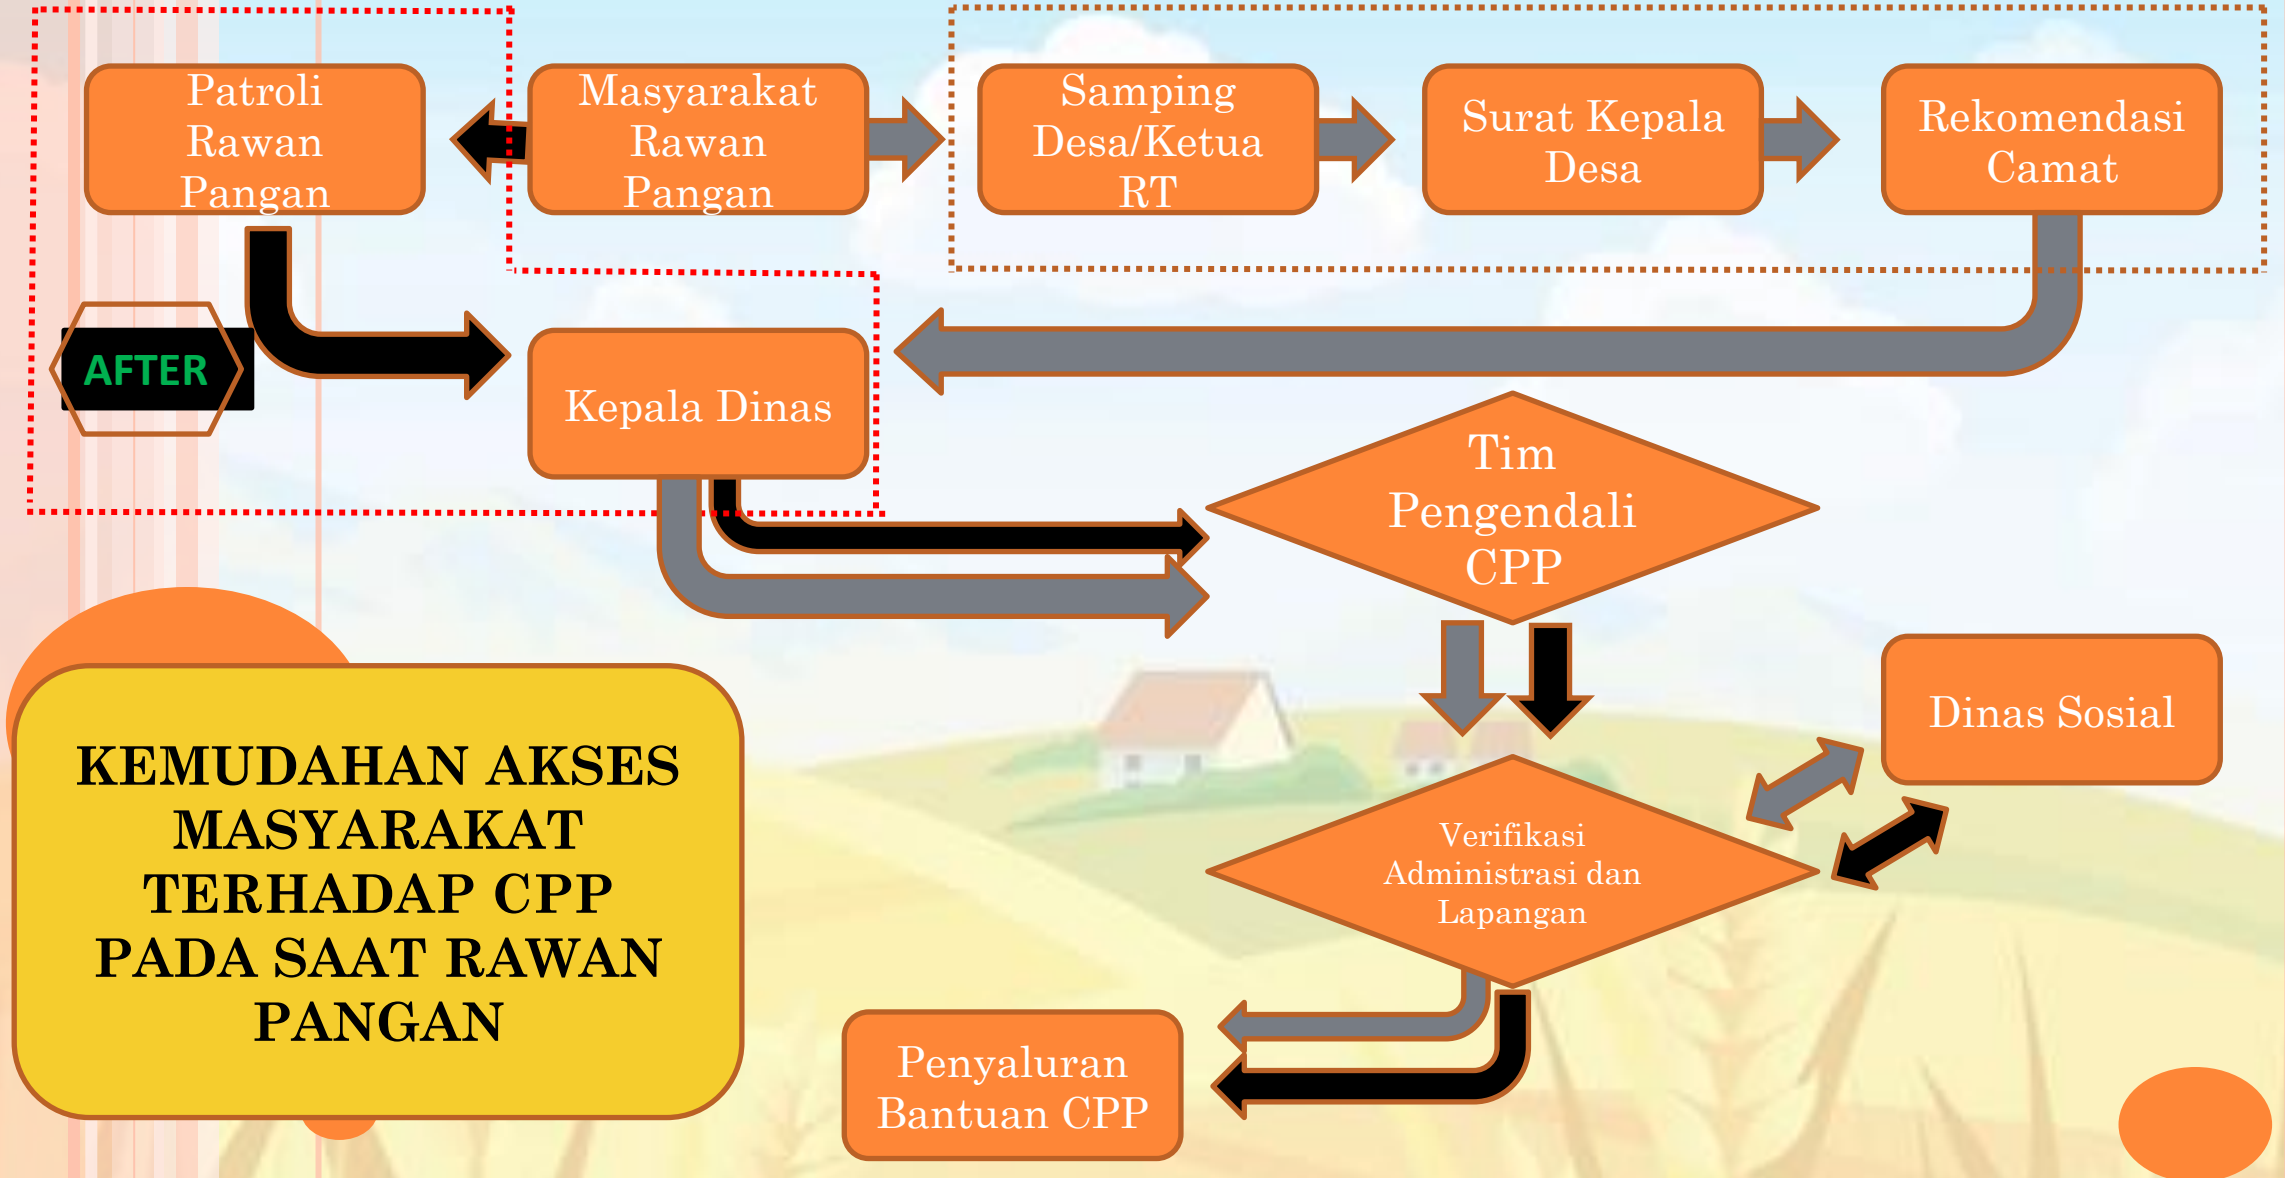 Patroli
Rawan
Pangan
Masyarakat
Rawan
Pangan
Samping
Desa/Ketua
RT
Surat Kepala
Desa
Rekomendasi
Camat
AFTER
Kepala Dinas
Tim
Pengendali
CPP
Dinas Sosial
KEMUDAHAN AKSES
MASYARAKAT
TERHADAP CPP
PADA SAAT RAWAN
PANGAN
Verifikasi
Administrasi dan
Lapangan
Penyaluran
Bantuan CPP